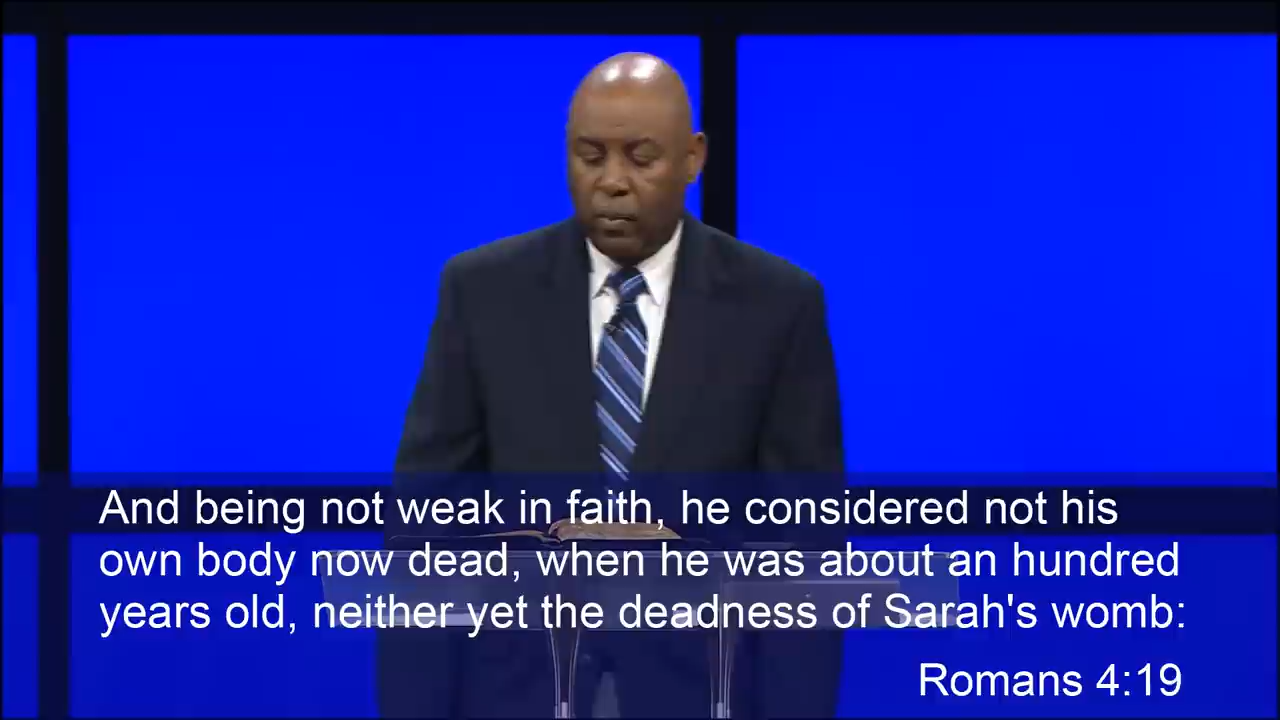 And being not weak in faith, he considered not his
own body now dead, when he was about an hundred
years old, neither yet the deadness of Sarah's womb:
Romans 4:19